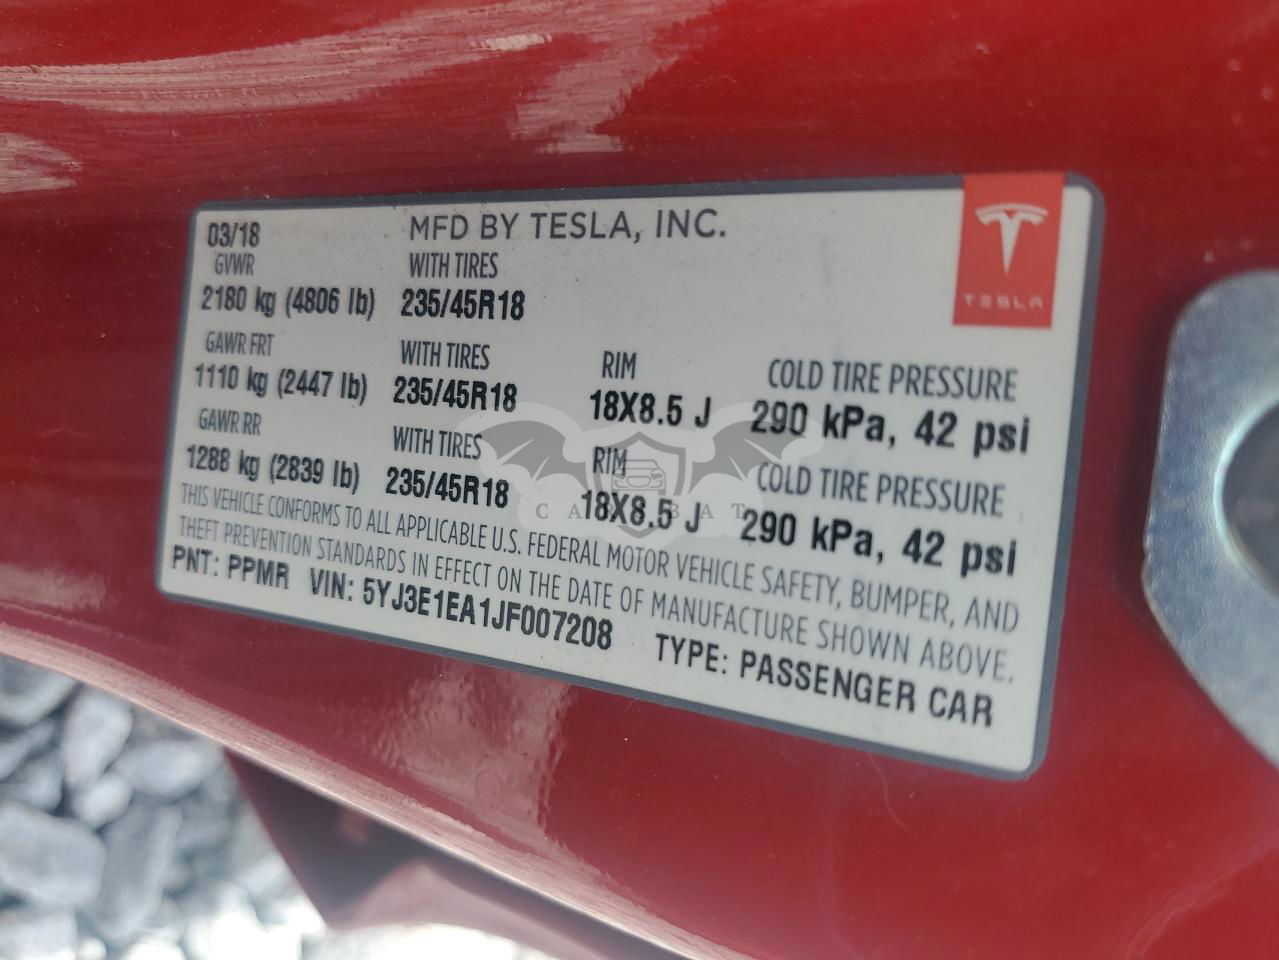 03/18 MFD BY TESLA, INC.
GVWR WITH TIRES
2180 kg (4806 lb) 235/45R18
GAWR FRT WITH TIRES RIM COLD TIRE PRESSURE
1110 kg (2447 lb) 235/45R18 18X8.5 J 290 kPa, 42 psi
GAWR RR WITH TIRES RIM COLD TIRE PRESSURE
1288 kg (2839 lb) 235/45R18 18X8.5 J 290 kPa, 42 psi
THIS VEHICLE CONFORMS TO ALL APPLICABLE U.S. FEDERAL MOTOR VEHICLE SAFETY, BUMPER, AND
THEFT PREVENTION STANDARDS IN EFFECT ON THE DATE OF MANUFACTURE SHOWN ABOVE.
PNT: PPMR VIN: 5YJ3E1EA1JF007208 TYPE: PASSENGER CAR
TESLA